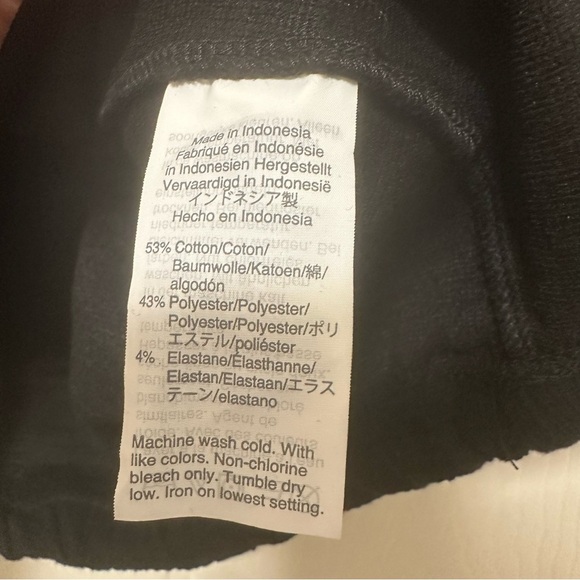 Made in Indonesia
Fabriqué en Indonésie
in Indonesien Hergestellt
Vervaardigd in Indonesië
インドネシア製
Hecho en Indonesia
53% Cotton/Coton/
Baumwolle/Katoen/綿/
algodón
43% Polyester/Polyester/
Polyester/Polyester/ポリ
エステル/poliéster
4% Elastane/Élasthanne/
Elastan/Elastaan/エラス
テーン/elastano
Machine wash cold. With
like colors. Non-chlorine
bleach only. Tumble dry
low. Iron on lowest setting.